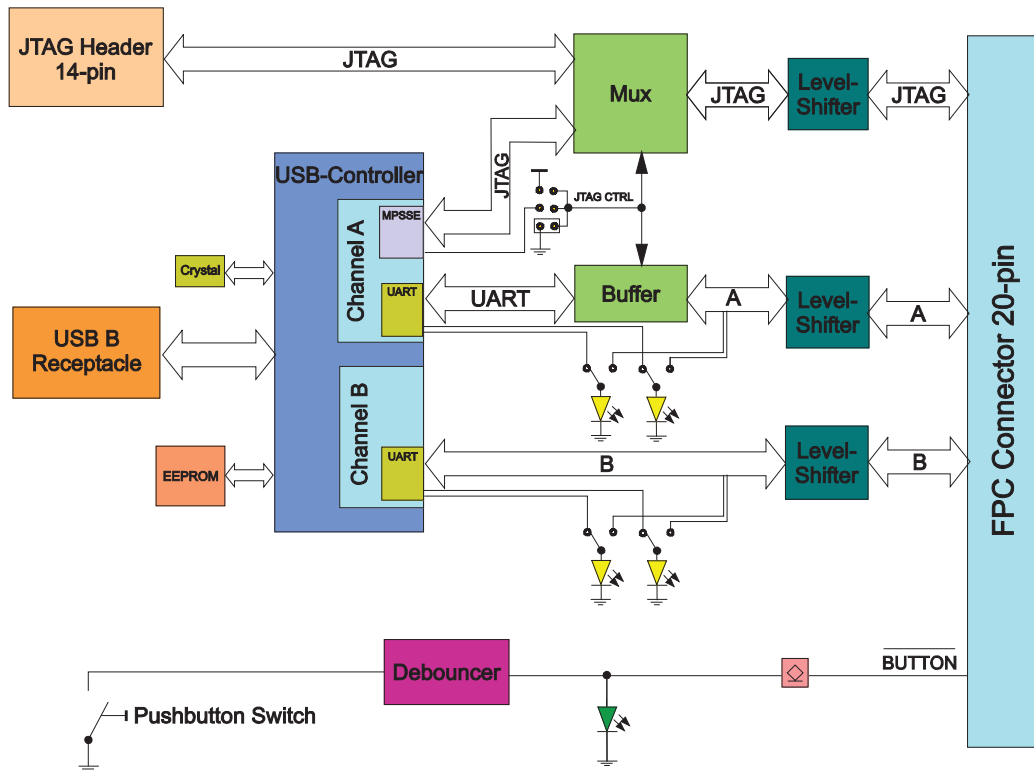 JTAG Header
14-pin
JTAG
Mux
JTAG
Level-
Shifter
JTAG
USB-Controller
JTAG
MPSSE
JTAG CTRL
Channel A
Crystal
UART
UART
Buffer
A
Level-
Shifter
A
USB B
Receptacle
Channel B
EEPROM
UART
B
Level-
Shifter
B
FPC Connector 20-pin
Debouncer
BUTTON
Pushbutton Switch